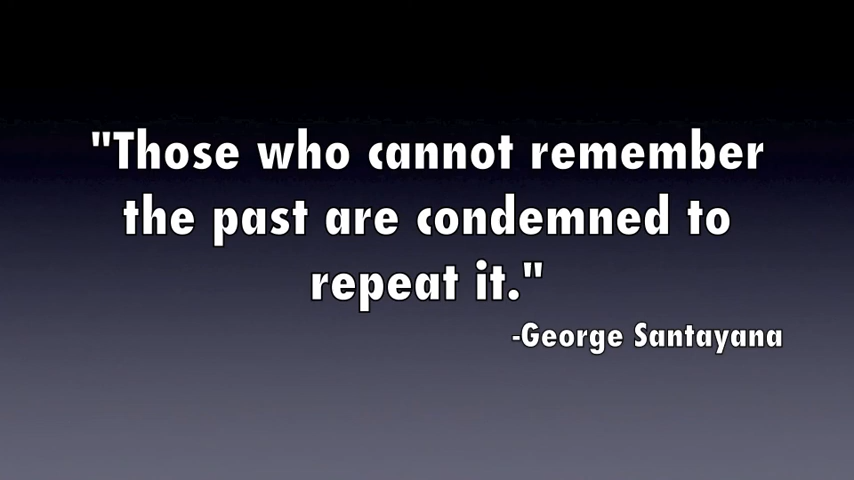 "Those who cannot remember
the past are condemned to
repeat it."
-George Santayana